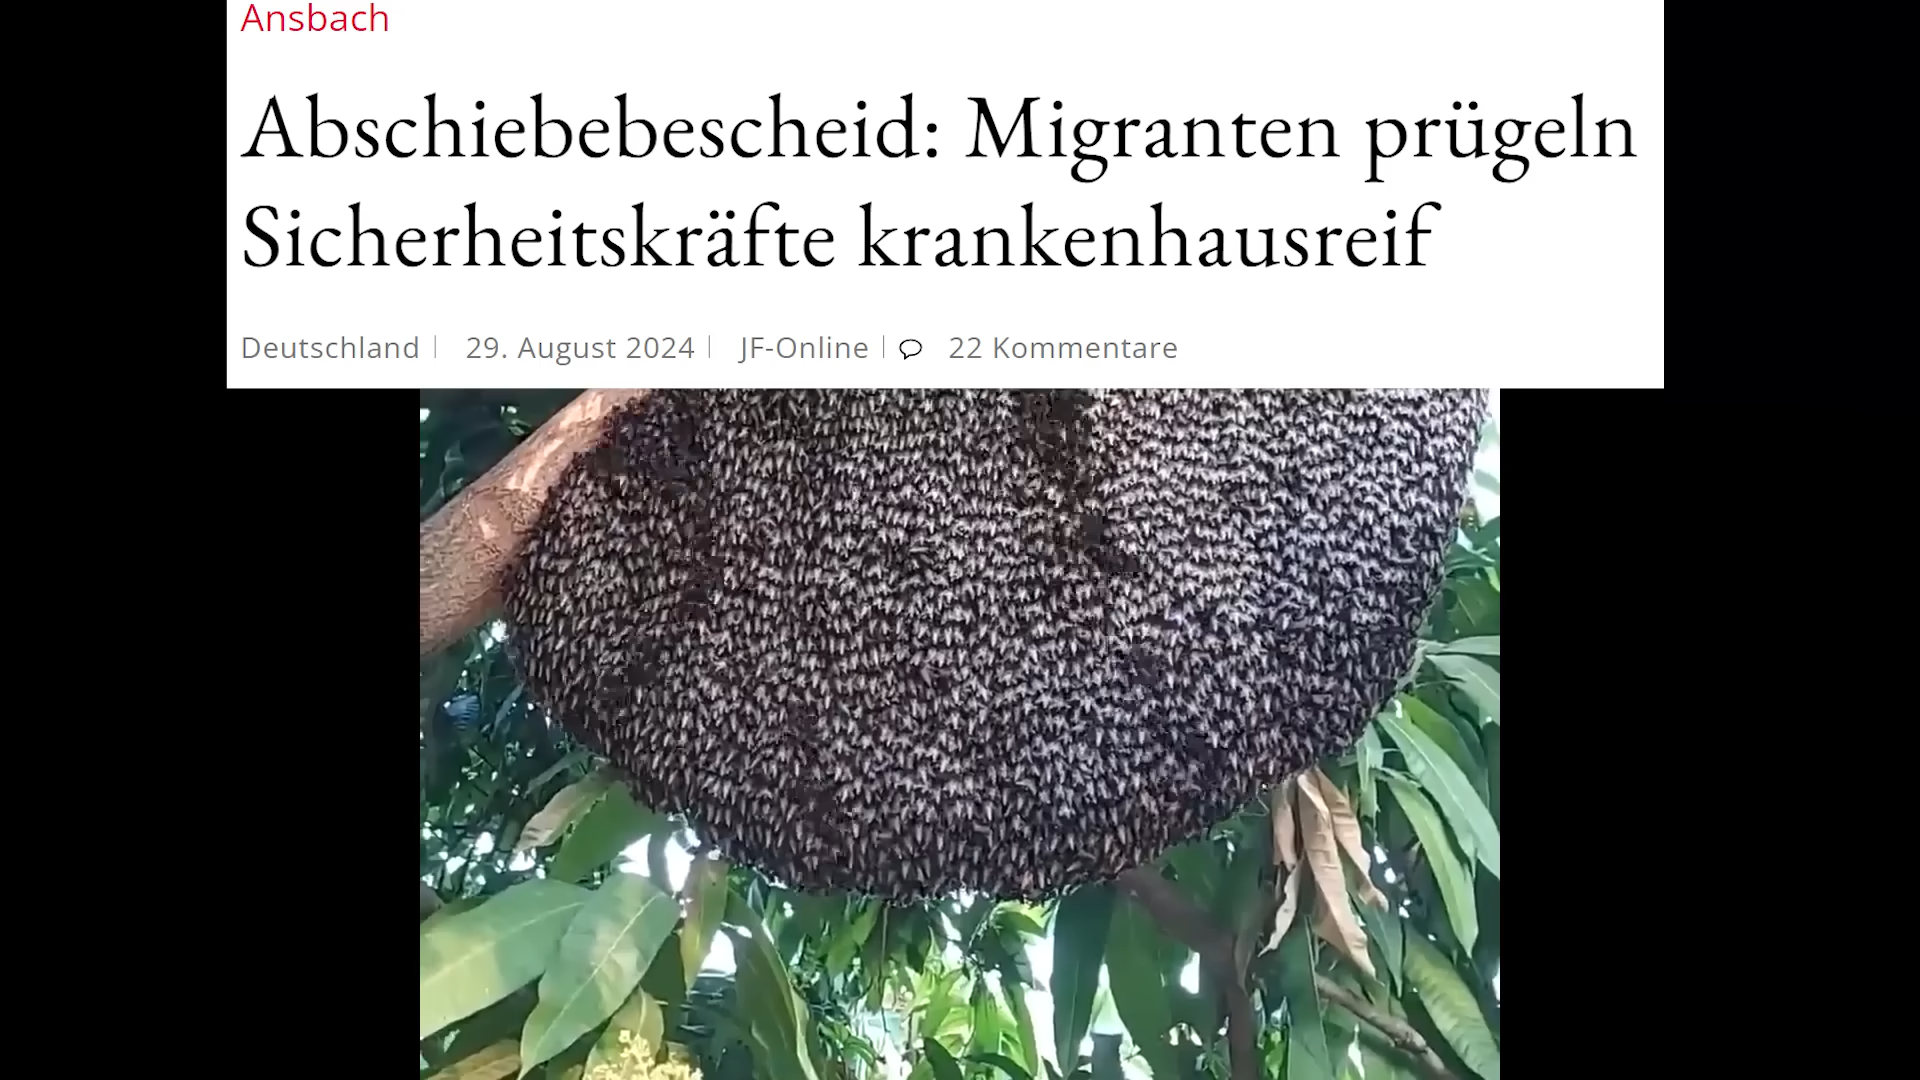 Ansbach
Abschiebebescheid: Migranten prügeln
Sicherheitskräfte krankenhausreif
Deutschland 29. August 2024 JF-Online 22 Kommentare